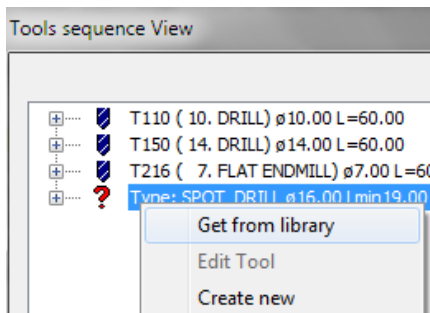 Tools sequence View
T110 ( 10. DRILL) ø10.00 L=60.00
T150 ( 14. DRILL) ø14.00 L=60.00
T216 ( 7. FLAT ENDMILL) ø7.00 L=60
Type: SPOT_DRILL ø16.00 Lmin19.00
Get from library
Edit Tool
Create new